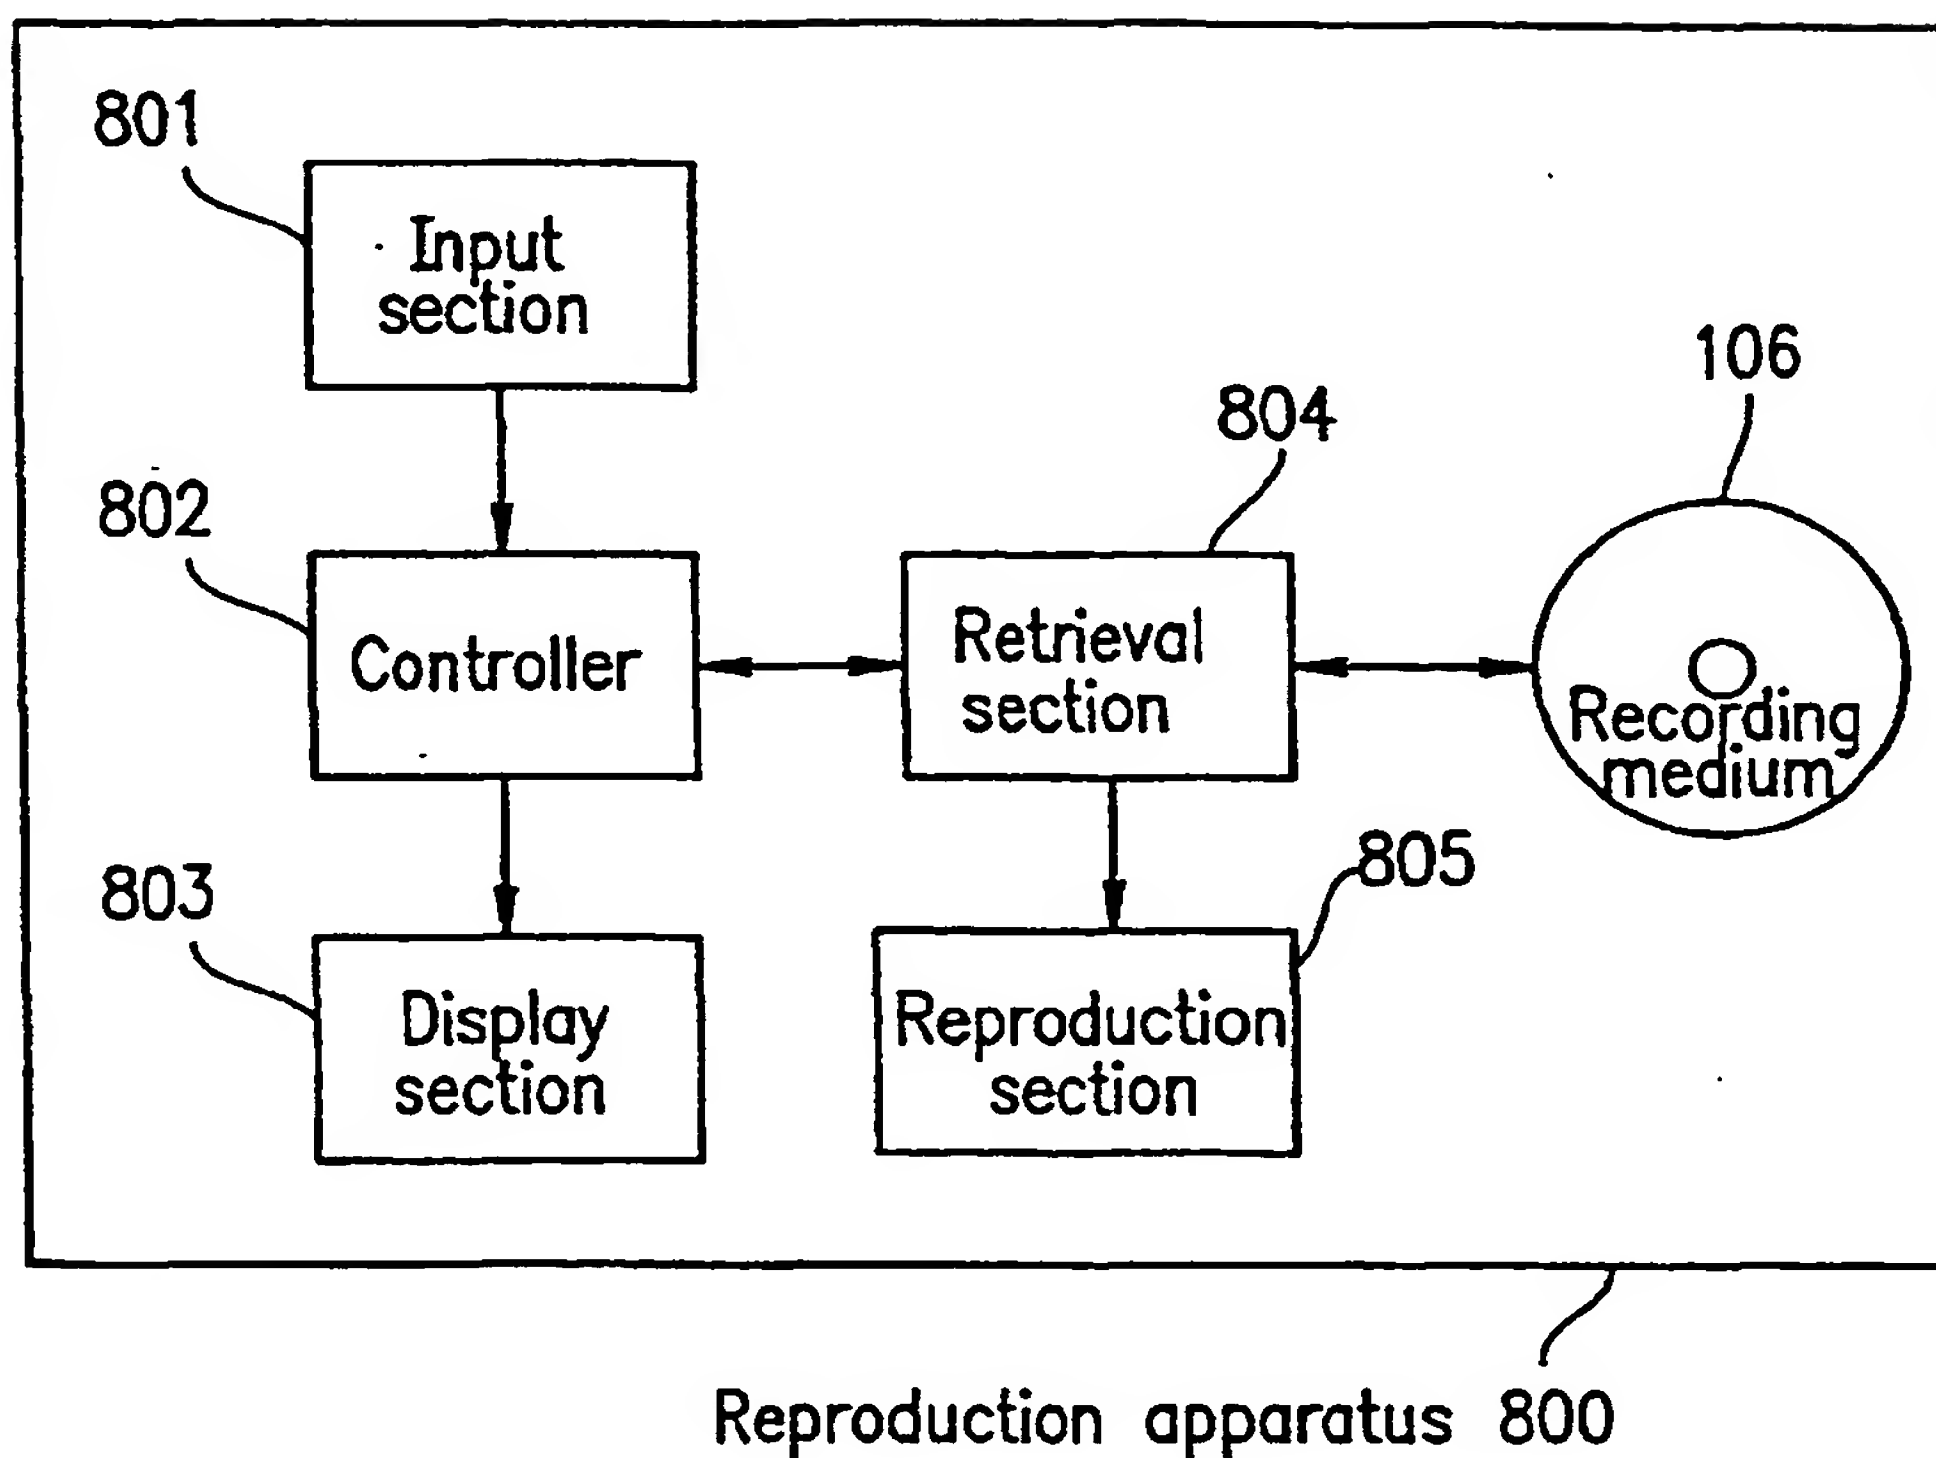 801
Input
section
106
804
802
Controller
Retrieval
section
Recording
medium
803
805
Display
section
Reproduction
section
Reproduction apparatus 800